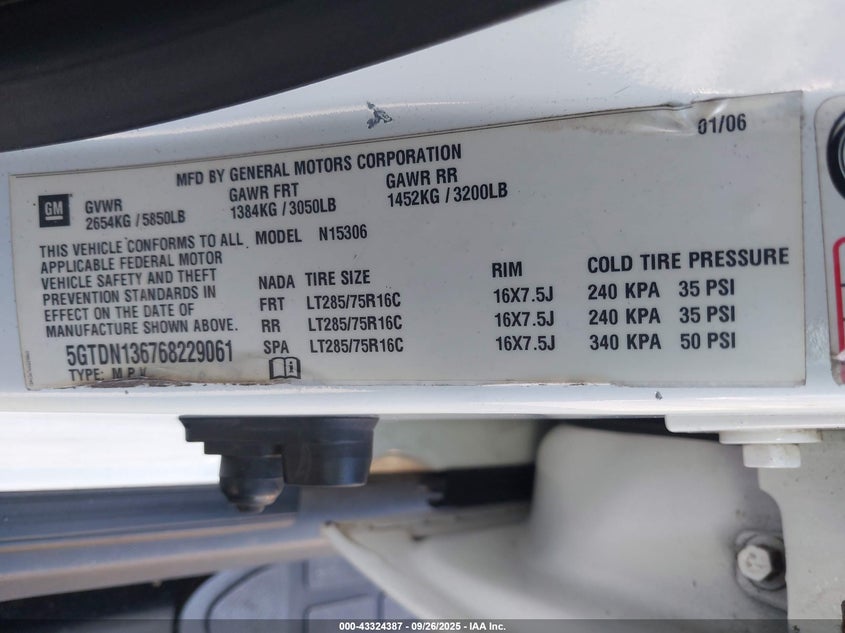 01/06
MFD BY GENERAL MOTORS CORPORATION
GM
GVWR GAWR FRT GAWR RR
2654KG / 5850LB 1384KG / 3050LB 1452KG / 3200LB
THIS VEHICLE CONFORMS TO ALL
APPLICABLE FEDERAL MOTOR
VEHICLE SAFETY AND THEFT
PREVENTION STANDARDS IN
EFFECT ON THE DATE OF
MANUFACTURE SHOWN ABOVE.
5GTDN136768229061
TYPE: M P V
MODEL N15306
NADA TIRE SIZE RIM COLD TIRE PRESSURE
FRT LT285/75R16C 16X7.5J 240 KPA 35 PSI
RR LT285/75R16C 16X7.5J 240 KPA 35 PSI
SPA LT285/75R16C 16X7.5J 340 KPA 50 PSI
000-43324387 - 09/26/2025 - IAA Inc.